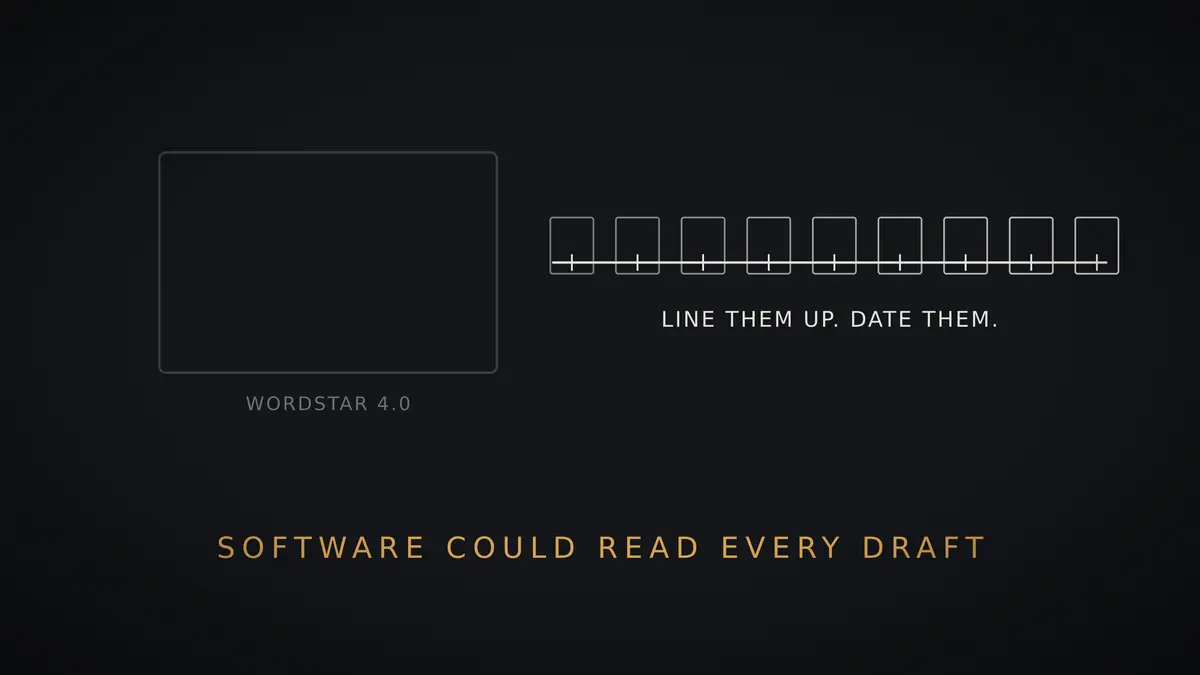 LINE THEM UP. DATE THEM.
WORDSTAR 4.0
SOFTWARE COULD READ EVERY DRAFT